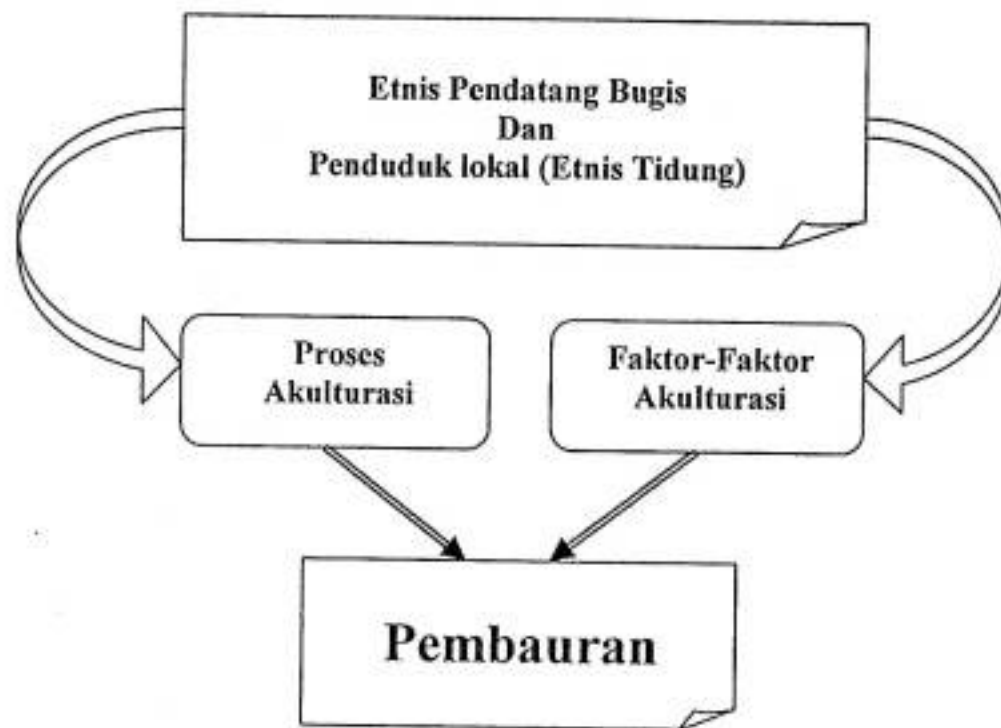 Etnis Pendatang Bugis
Dan
Penduduk lokal (Etnis Tidung)
Proses
Akulturasi
Faktor-Faktor
Akulturasi
Pembauran